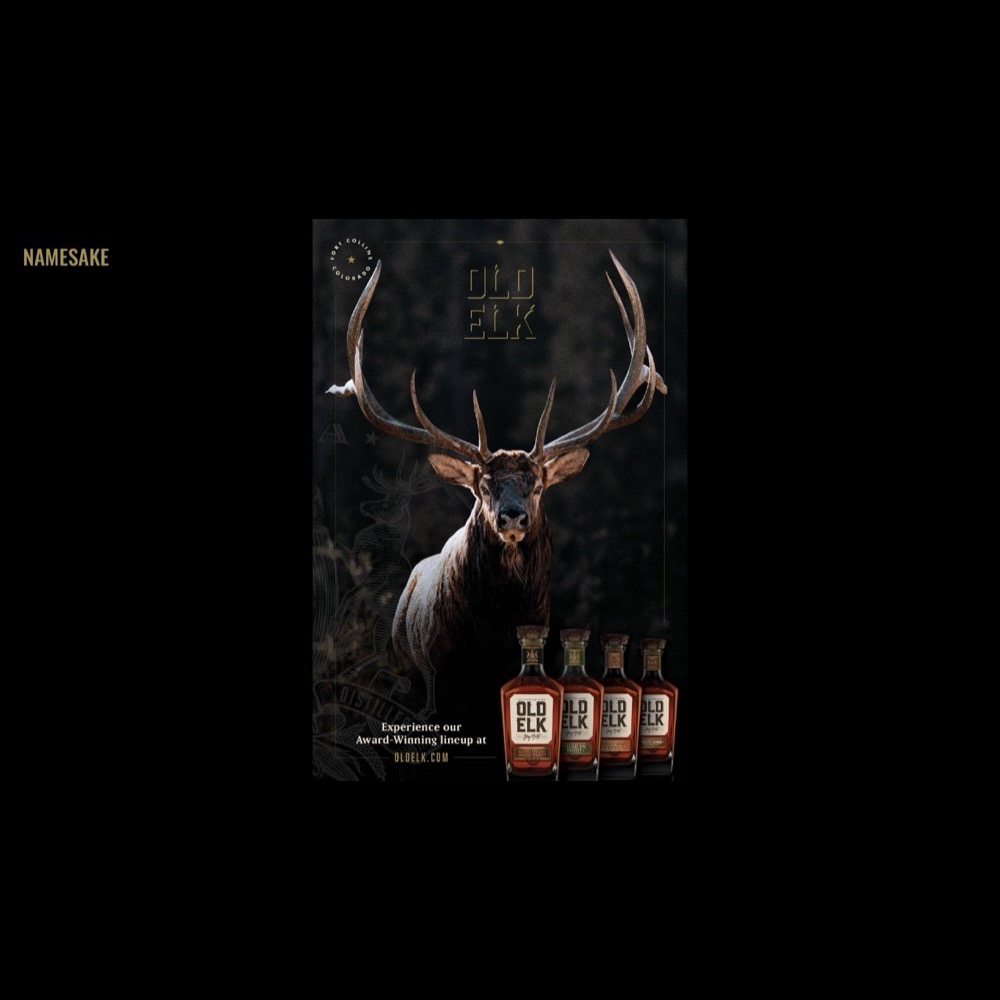 NAMESAKE
FORT COLLINS
COLORADO
OLD
ELK
A
DISTILLE
Experience our
Award-Winning lineup at
OLDELK.COM
OLD
ELK
OLD
ELK
OLD
ELK
OLD
ELK